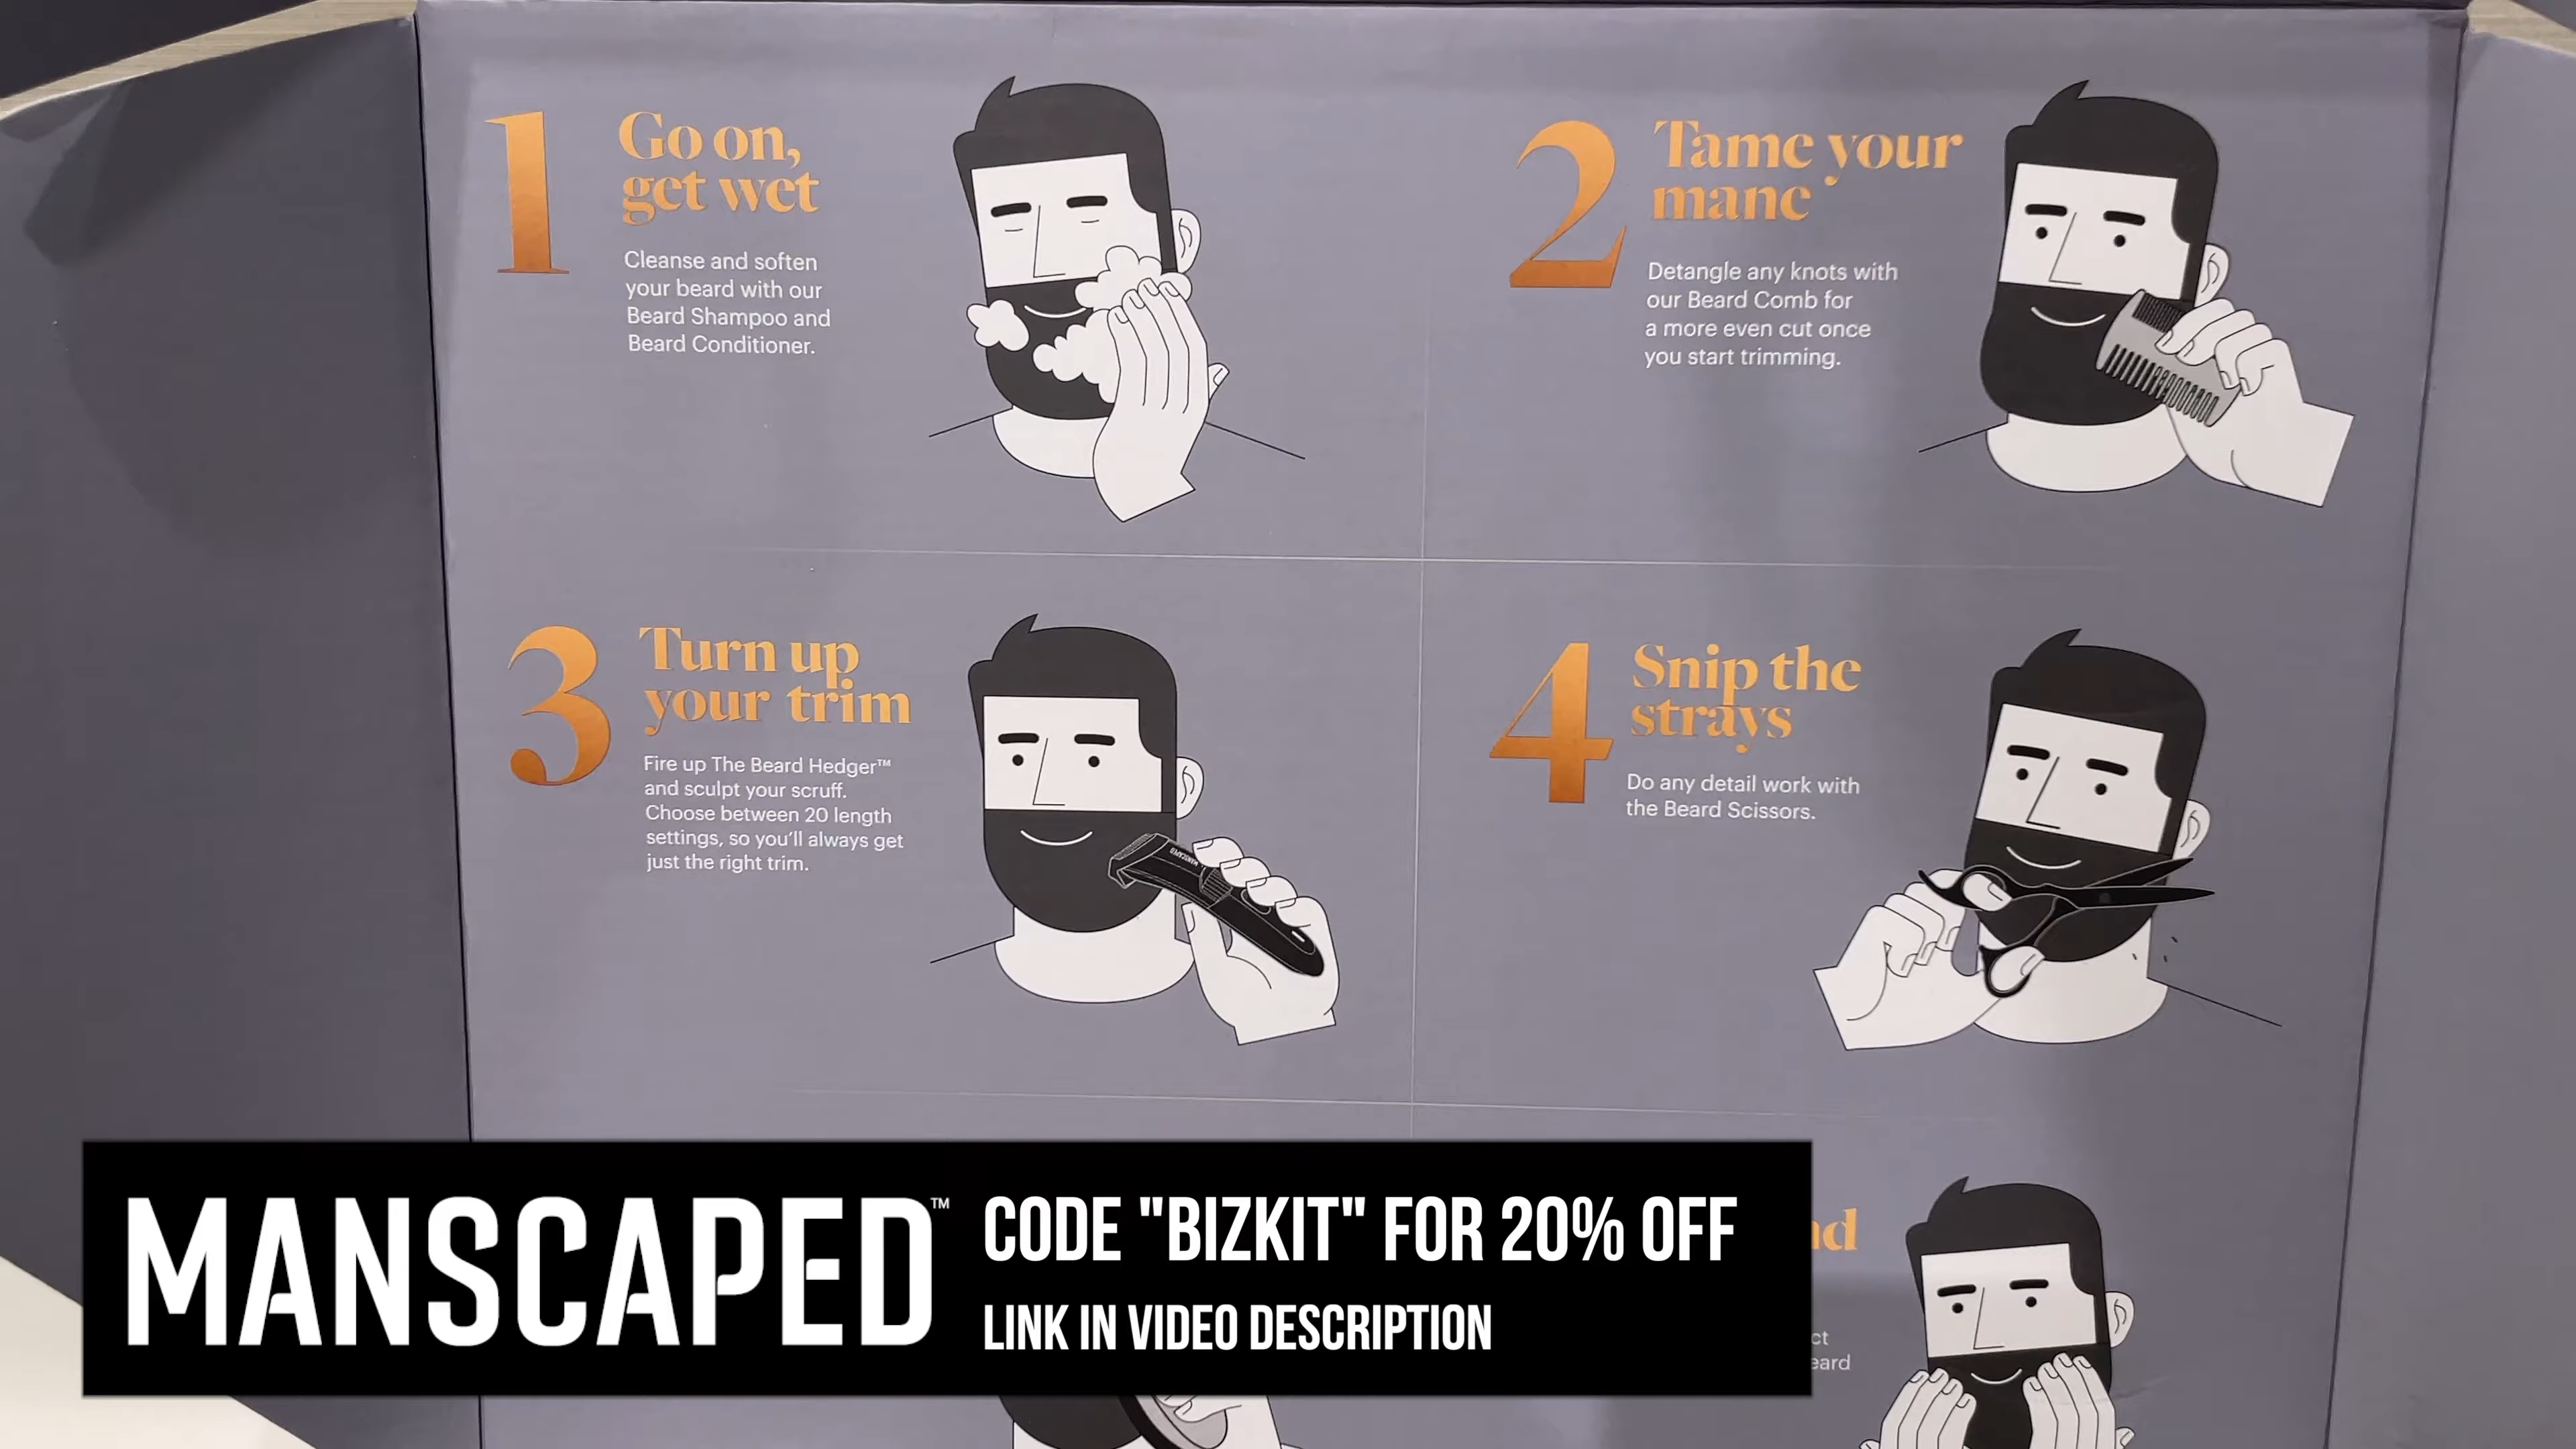 1
Go on,
get wet
Cleanse and soften
your beard with our
Beard Shampoo and
Beard Conditioner.
2
Tame your
mane
Detangle any knots with
our Beard Comb for
a more even cut once
you start trimming.
3
Turn up
your trim
Fire up The Beard Hedger™
and sculpt your scruff.
Choose between 20 length
settings, so you'll always get
just the right trim.
MANSCAPED
4
Snip the
strays
Do any detail work with
the Beard Scissors.
MANSCAPED™
CODE "BIZKIT" FOR 20% OFF
LINK IN VIDEO DESCRIPTION